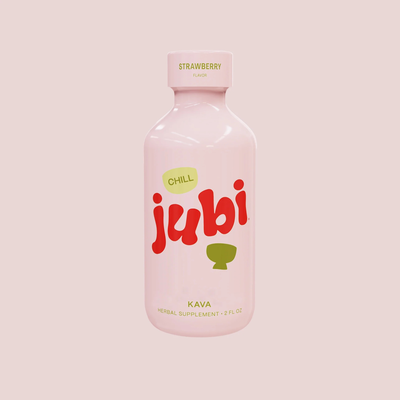 STRAWBERRY
FLAVOR
CHILL
jubi
KAVA
HERBAL SUPPLEMENT • 2 FL OZ